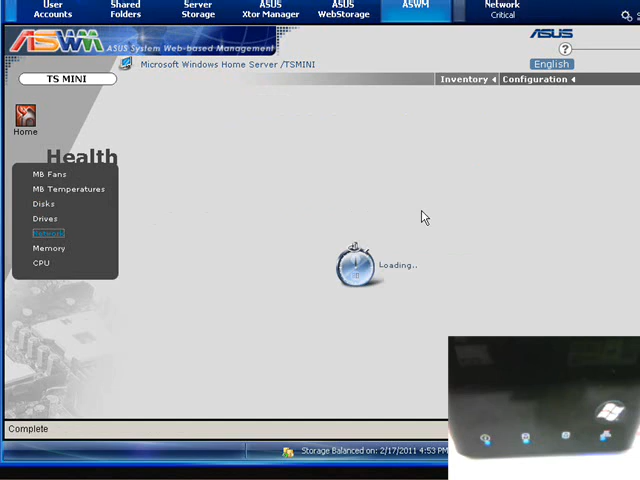 User Accounts
Shared Folders
Server Storage
ASUS Xtor Manager
ASUS WebStorage
ASWM
Network Critical
ASWM ASUS System Web-based Management
ASUS
?
Microsoft Windows Home Server /TSMINI
English
TS MINI
Inventory
Configuration
Home
Health
MB Fans
MB Temperatures
Disks
Drives
Network
Memory
CPU
Loading..
Complete
Storage Balanced on: 2/17/2011 4:53 PM